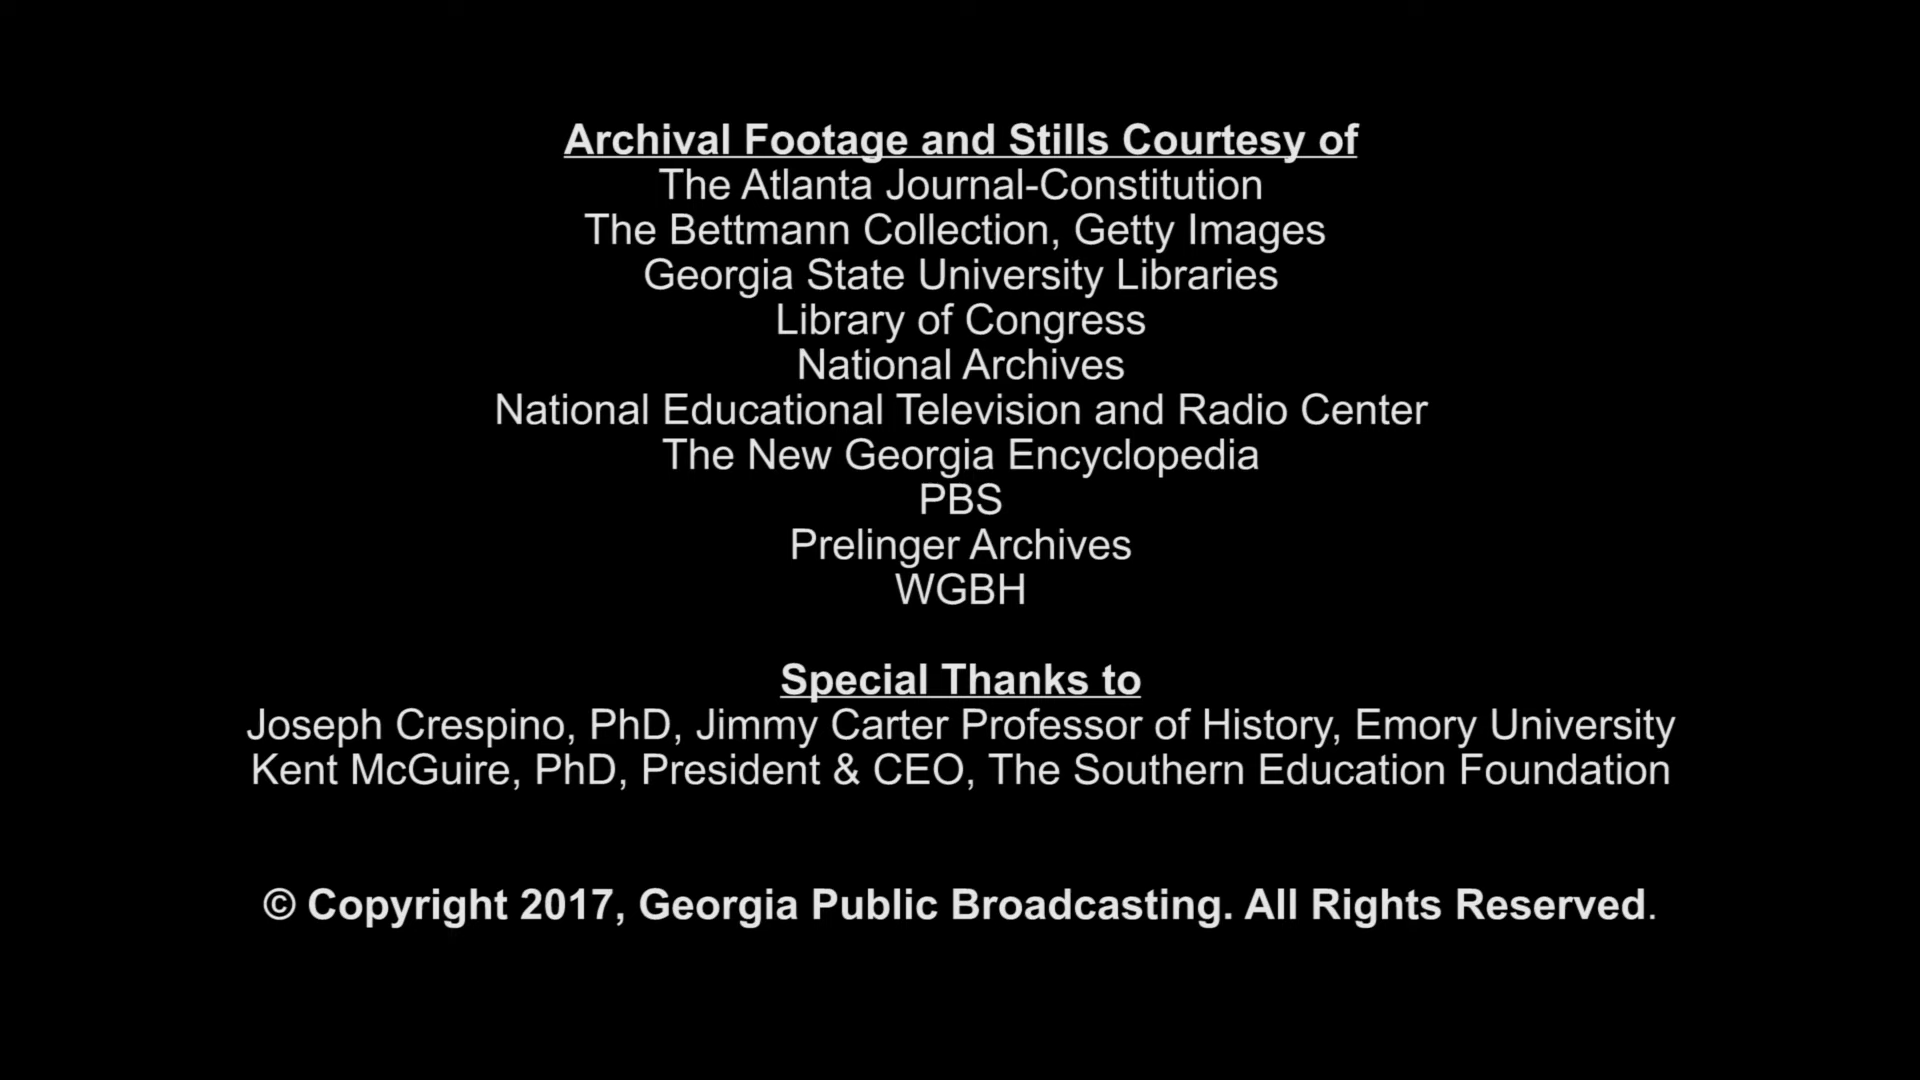 Archival Footage and Stills Courtesy of
The Atlanta Journal-Constitution
The Bettmann Collection, Getty Images
Georgia State University Libraries
Library of Congress
National Archives
National Educational Television and Radio Center
The New Georgia Encyclopedia
PBS
Prelinger Archives
WGBH
Special Thanks to
Joseph Crespino, PhD, Jimmy Carter Professor of History, Emory University
Kent McGuire, PhD, President & CEO, The Southern Education Foundation
© Copyright 2017, Georgia Public Broadcasting. All Rights Reserved.